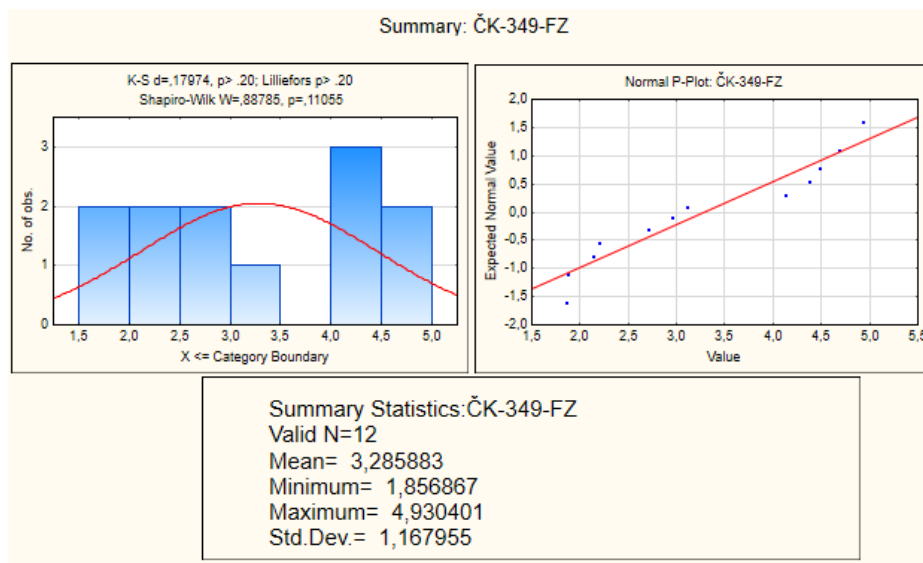 Summary: ČK-349-FZ
K-S d=,17974, p> .20; Lilliefors p> .20
Shapiro-Wilk W=,88785, p=,11055
No. of obs.
3
2
1
0
1,5 2,0 2,5 3,0 3,5 4,0 4,5 5,0
X <= Category Boundary
Normal P-Plot: ČK-349-FZ
Expected Normal Value
2,0
1,5
1,0
0,5
0,0
-0,5
-1,0
-1,5
-2,0
1,5 2,0 2,5 3,0 3,5 4,0 4,5 5,0 5,5
Value
Summary Statistics:ČK-349-FZ
Valid N=12
Mean= 3,285883
Minimum= 1,856867
Maximum= 4,930401
Std.Dev.= 1,167955